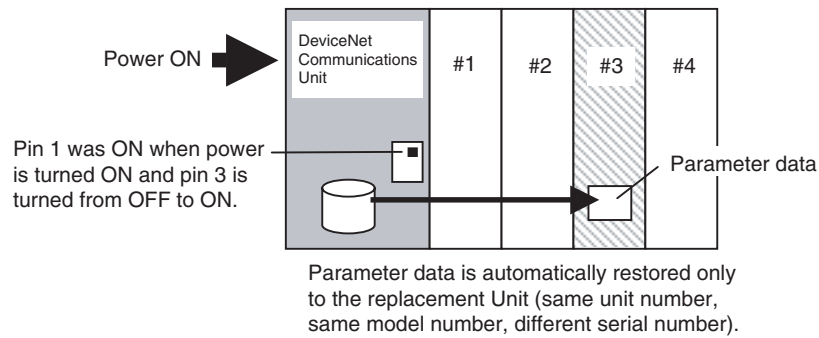 Power ON
DeviceNet
Communications
Unit
#1
#2
#3
#4
Pin 1 was ON when power
is turned ON and pin 3 is
turned from OFF to ON.
Parameter data
Parameter data is automatically restored only
to the replacement Unit (same unit number,
same model number, different serial number).